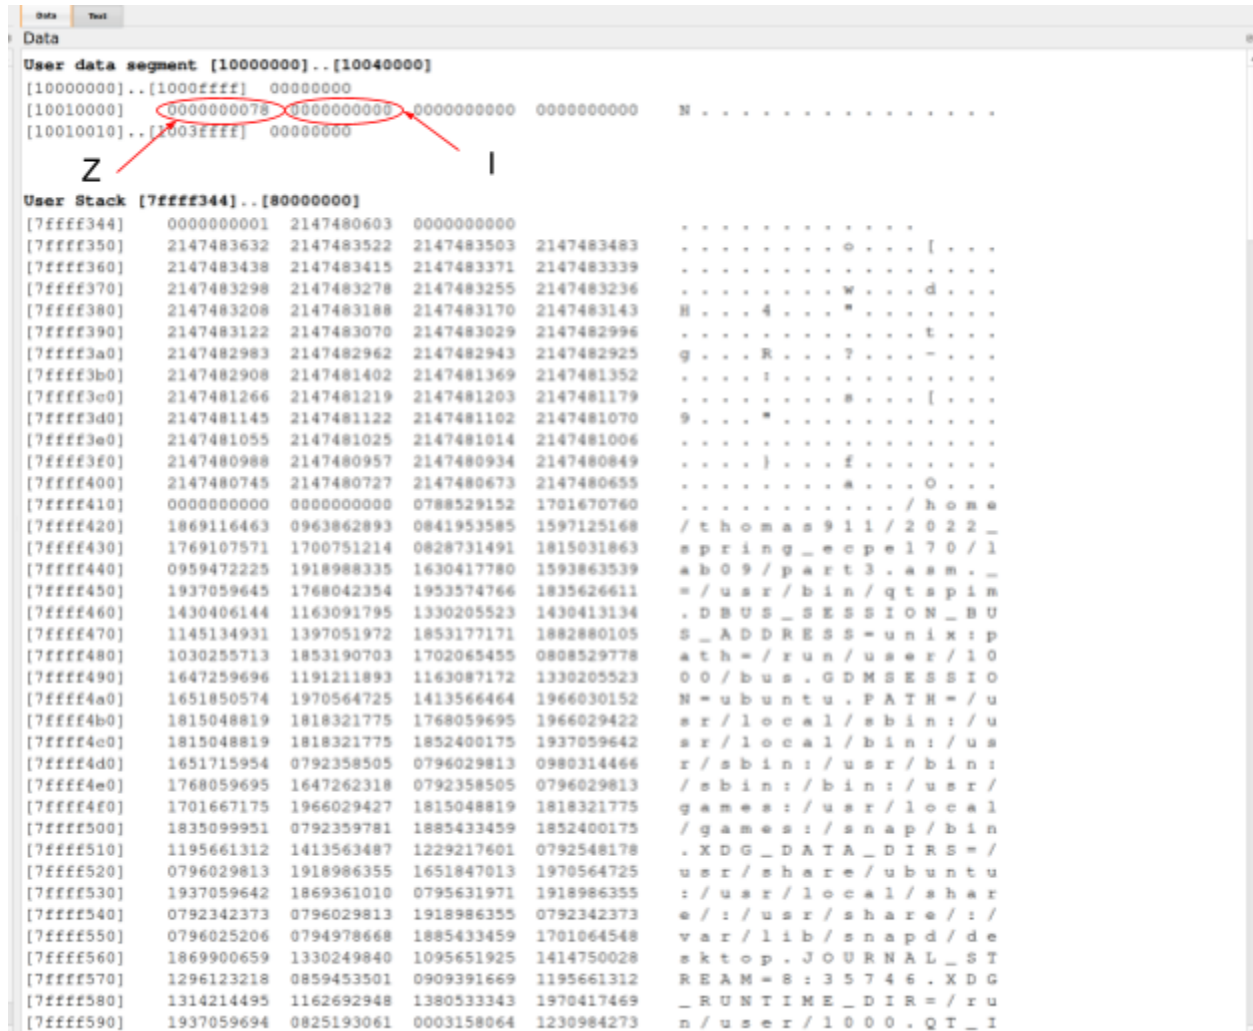 Data Text
Data
User data segment [10000000]..[10040000]
[10000000]..[1000ffff] 00000000
[10010000] 0000000078 0000000000 0000000000 0000000000 N . . . . . . . . . . . . . . .
[10010010]..[1003ffff] 00000000
Z I
User Stack [7ffff344]..[80000000]
[7ffff344] 0000000001 2147480603 0000000000 . . . . . . . . . . . .
[7ffff350] 2147483632 2147483522 2147483503 2147483483 . . . . . . . . o . . . [ . . .
[7ffff360] 2147483438 2147483415 2147483371 2147483339 . . . . . . . . . . . . . . . .
[7ffff370] 2147483298 2147483278 2147483255 2147483236 . . . . . . . . w . . . d . . .
[7ffff380] 2147483208 2147483188 2147483170 2147483143 H . . . 4 . . . " . . . . . . .
[7ffff390] 2147483122 2147483070 2147483029 2147482996 . . . . . . . . . . . . t . . .
[7ffff3a0] 2147482983 2147482962 2147482943 2147482925 g . . . R . . . ? . . . - . . .
[7ffff3b0] 2147482908 2147481402 2147481369 2147481352 . . . . : . . . . . . . . . . .
[7ffff3c0] 2147481266 2147481219 2147481203 2147481179 . . . . . . . . s . . . [ . . .
[7ffff3d0] 2147481145 2147481122 2147481102 2147481070 9 . . . " . . . . . . . . . . .
[7ffff3e0] 2147481055 2147481025 2147481014 2147481006 . . . . . . . . . . . . . . . .
[7ffff3f0] 2147480988 2147480957 2147480934 2147480849 . . . . } . . . f . . . . . . .
[7ffff400] 2147480745 2147480727 2147480673 2147480655 . . . . . . . . a . . . O . . .
[7ffff410] 0000000000 0000000000 0788529152 1701670760 . . . . . . . . . . . / h o m e
[7ffff420] 1869116463 0963862893 0841953585 1597125168 / t h o m a s 9 1 1 / 2 0 2 2 _
[7ffff430] 1769107571 1700751214 0828731491 1815031863 s p r i n g _ e c p e 1 7 0 / l
[7ffff440] 0959472225 1918988335 1630417780 1593863539 a b 0 9 / p a r t 3 . a s m . _
[7ffff450] 1937059645 1768042354 1953574766 1835626611 = / u s r / b i n / q t s p i m
[7ffff460] 1430406144 1163091795 1330205523 1430413134 . D B U S _ S E S S I O N _ B U
[7ffff470] 1145134931 1397051972 1853177171 1882880105 S _ A D D R E S S = u n i x : p
[7ffff480] 1030255713 1853190703 1702065455 0808529778 a t h = / r u n / u s e r / 1 0
[7ffff490] 1647259696 1191211893 1163087172 1330205523 0 0 / b u s . G D M S E S S I O
[7ffff4a0] 1651850574 1970564725 1413566464 1966030152 N = u b u n t u . P A T H = / u
[7ffff4b0] 1815048819 1818321775 1768059695 1966029422 s r / l o c a l / s b i n : / u
[7ffff4c0] 1815048819 1818321775 1852400175 1937059642 s r / l o c a l / b i n : / u s
[7ffff4d0] 1651715954 0792358505 0796029813 0980314466 r / s b i n : / u s r / b i n :
[7ffff4e0] 1768059695 1647262318 0792358505 0796029813 / s b i n : / b i n : / u s r /
[7ffff4f0] 1701667175 1966029427 1815048819 1818321775 g a m e s : / u s r / l o c a l
[7ffff500] 1835099951 0792359781 1885433459 1852400175 / g a m e s : / s n a p / b i n
[7ffff510] 1195661312 1413563487 1229217601 0792548178 . X D G _ D A T A _ D I R S = /
[7ffff520] 0796029813 1918986355 1651847013 1970564725 u s r / s h a r e / u b u n t u
[7ffff530] 1937059642 1869361010 0795631971 1918986355 : / u s r / l o c a l / s h a r
[7ffff540] 0792342373 0796029813 1918986355 0792342373 e / : / u s r / s h a r e / : /
[7ffff550] 0796025206 0794978668 1885433459 1701064548 v a r / l i b / s n a p d / d e
[7ffff560] 1869900659 1330249840 1095651925 1414750028 s k t o p . J O U R N A L _ S T
[7ffff570] 1296123218 0859453501 0909391669 1195661312 R E A M = 8 : 3 5 7 4 6 . X D G
[7ffff580] 1314214495 1162692948 1380533343 1970417469 _ R U N T I M E _ D I R = / r u
[7ffff590] 1937059694 0825193061 0003158064 1230984273 n / u s e r / 1 0 0 0 . Q T _ I